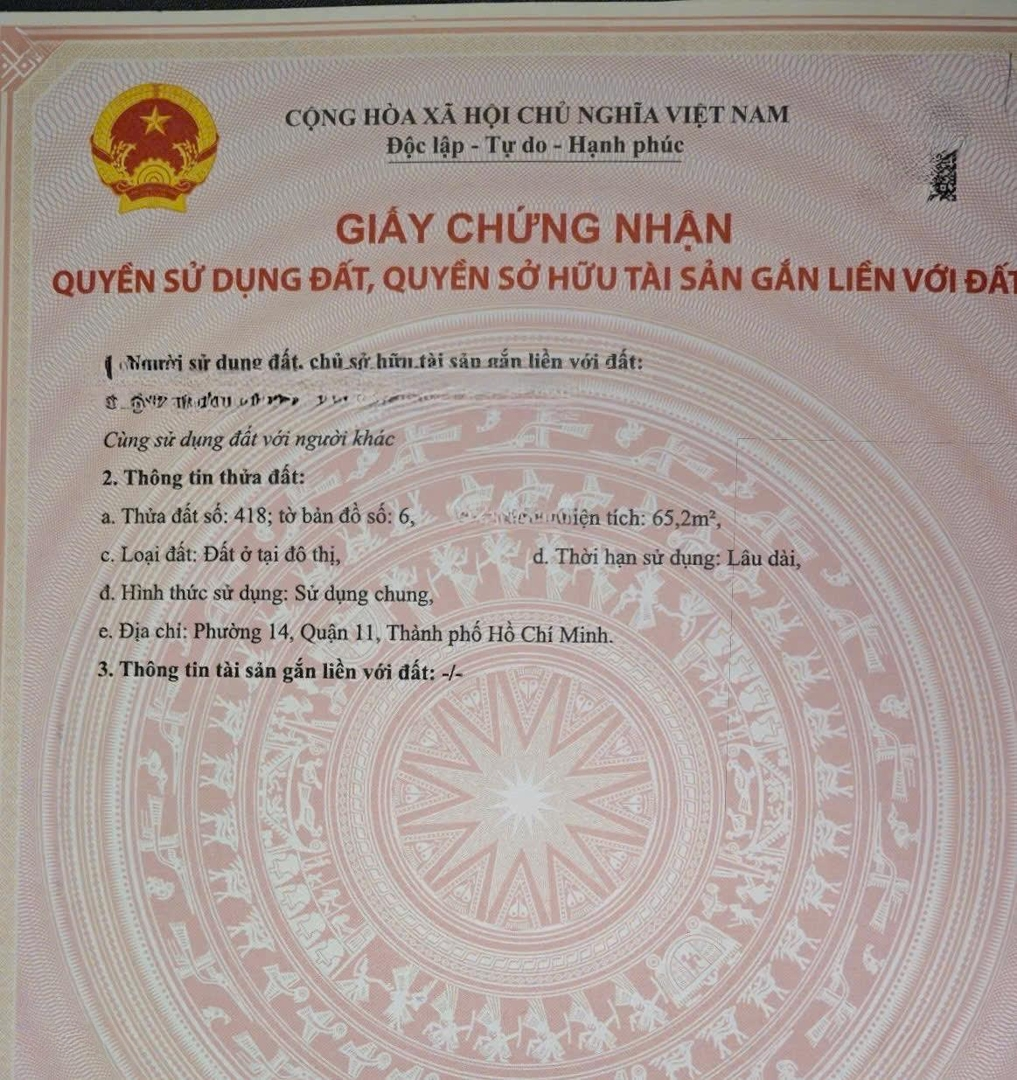 CỘNG HÒA XÃ HỘI CHỦ NGHĨA VIỆT NAM
Độc lập - Tự do - Hạnh phúc
GIẤY CHỨNG NHẬN
QUYỀN SỬ DỤNG ĐẤT, QUYỀN SỞ HỮU TÀI SẢN GẮN LIỀN VỚI ĐẤT
Người sử dụng đất, chủ sở hữu tài sản gắn liền với đất:
Cùng sử dụng đất với người khác
2. Thông tin thửa đất:
a. Thửa đất số: 418; tờ bản đồ số: 6, tích: 65,2m²,
c. Loại đất: Đất ở tại đô thị, d. Thời hạn sử dụng: Lâu dài,
đ. Hình thức sử dụng: Sử dụng chung,
e. Địa chỉ: Phường 14, Quận 11, Thành phố Hồ Chí Minh.
3. Thông tin tài sản gắn liền với đất: -/-